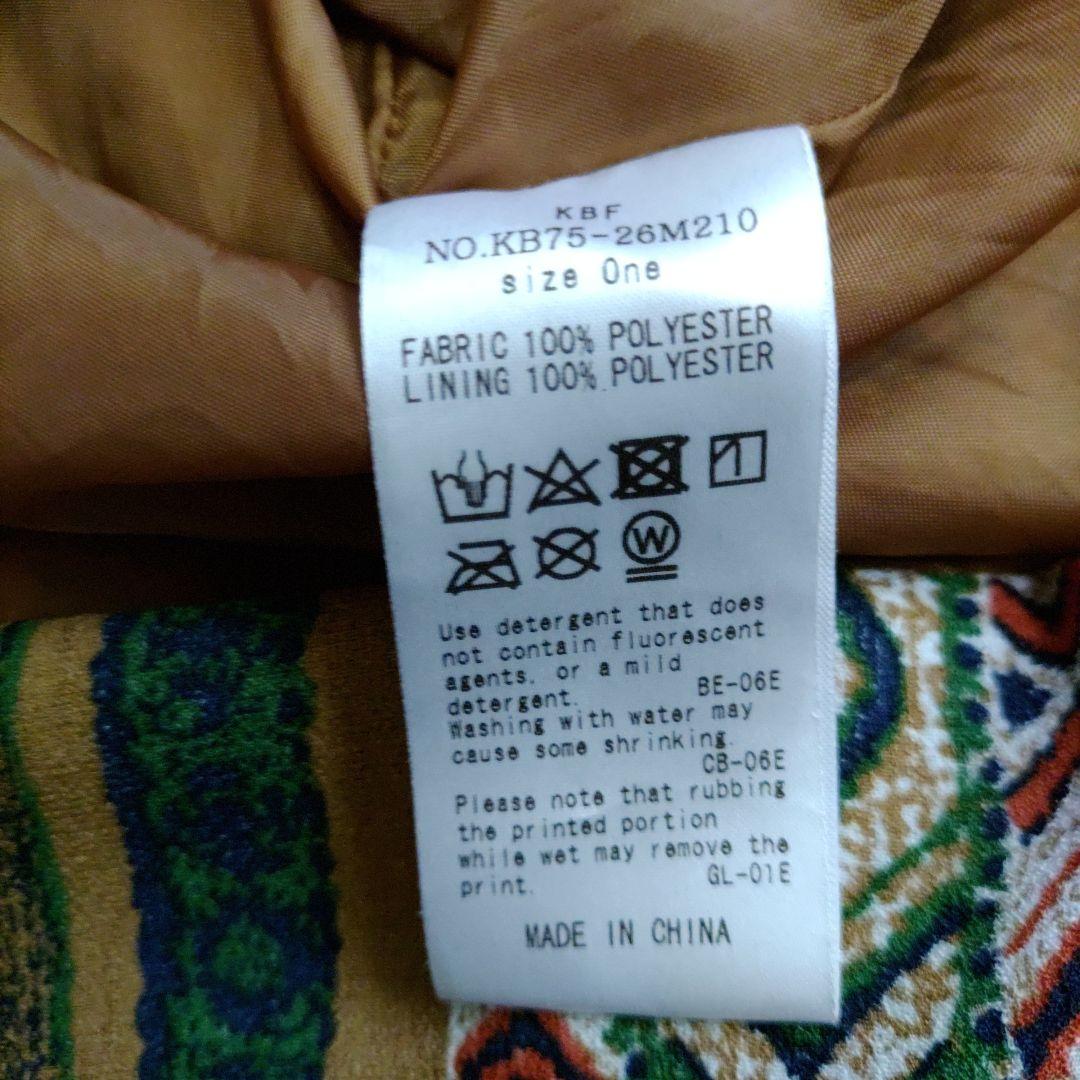 KBF
NO.KB75-26M210
size One
FABRIC 100% POLYESTER
LINING 100% POLYESTER
W
Use detergent that does
not contain fluorescent
agents, or a mild
detergent.
BE-06E
Washing with water may
cause some shrinking.
CB-06E
Please note that rubbing
the printed portion
while wet may remove the
print.
GL-01E
MADE IN CHINA